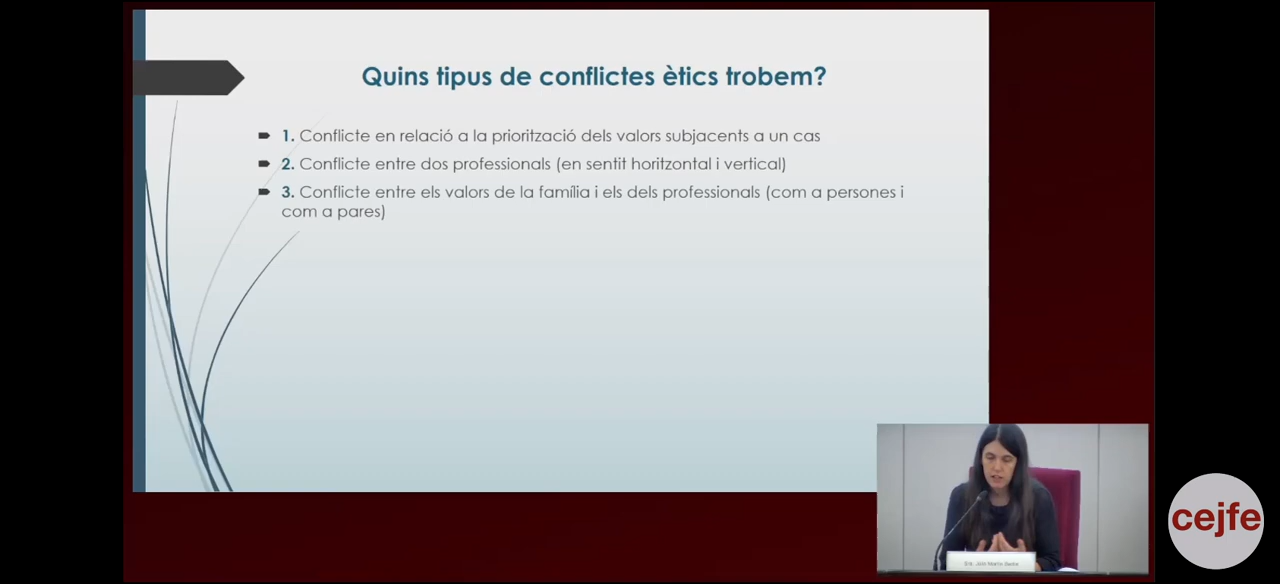 Quins tipus de conflictes ètics trobem?
1. Conflicte en relació a la priorització dels valors subjacents a un cas
2. Conflicte entre dos professionals (en sentit horitzontal i vertical)
3. Conflicte entre els valors de la família i els dels professionals (com a persones i
com a pares)
cejfe